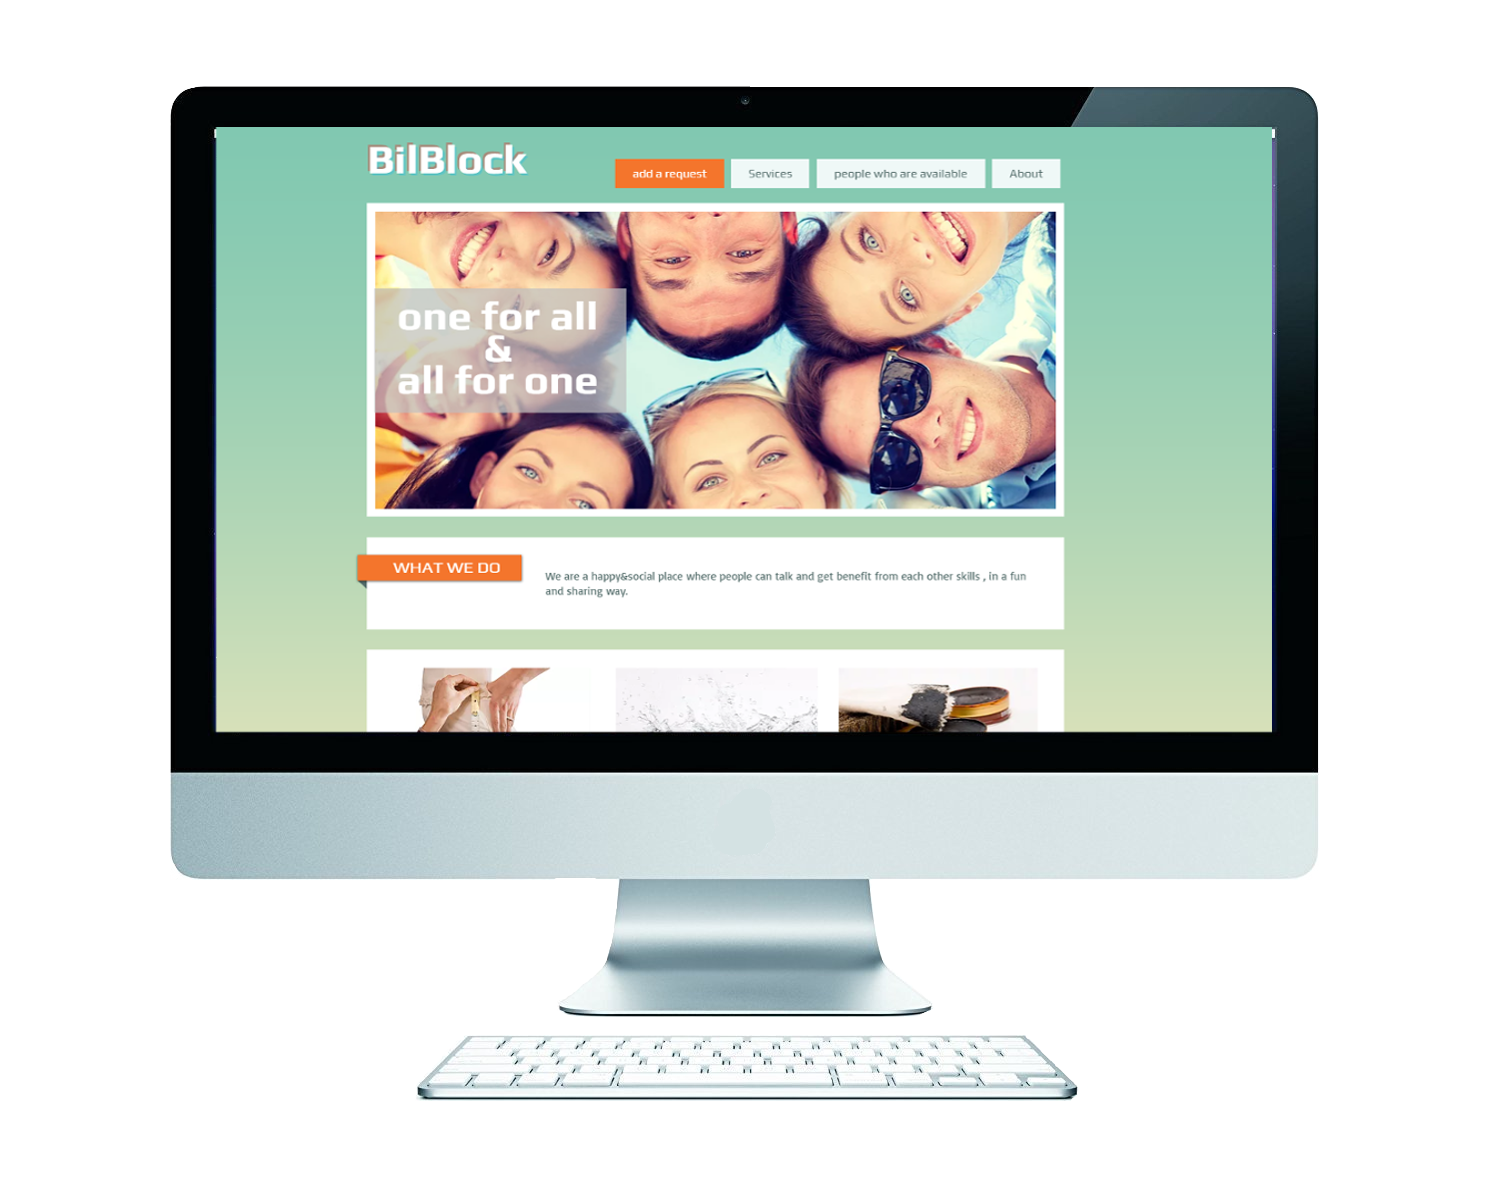 BilBlock
add a request
Services
people who are available
About
one for all
&
all for one
WHAT WE DO
We are a happy&social place where people can talk and get benefit from each other skills , in a fun
and sharing way.